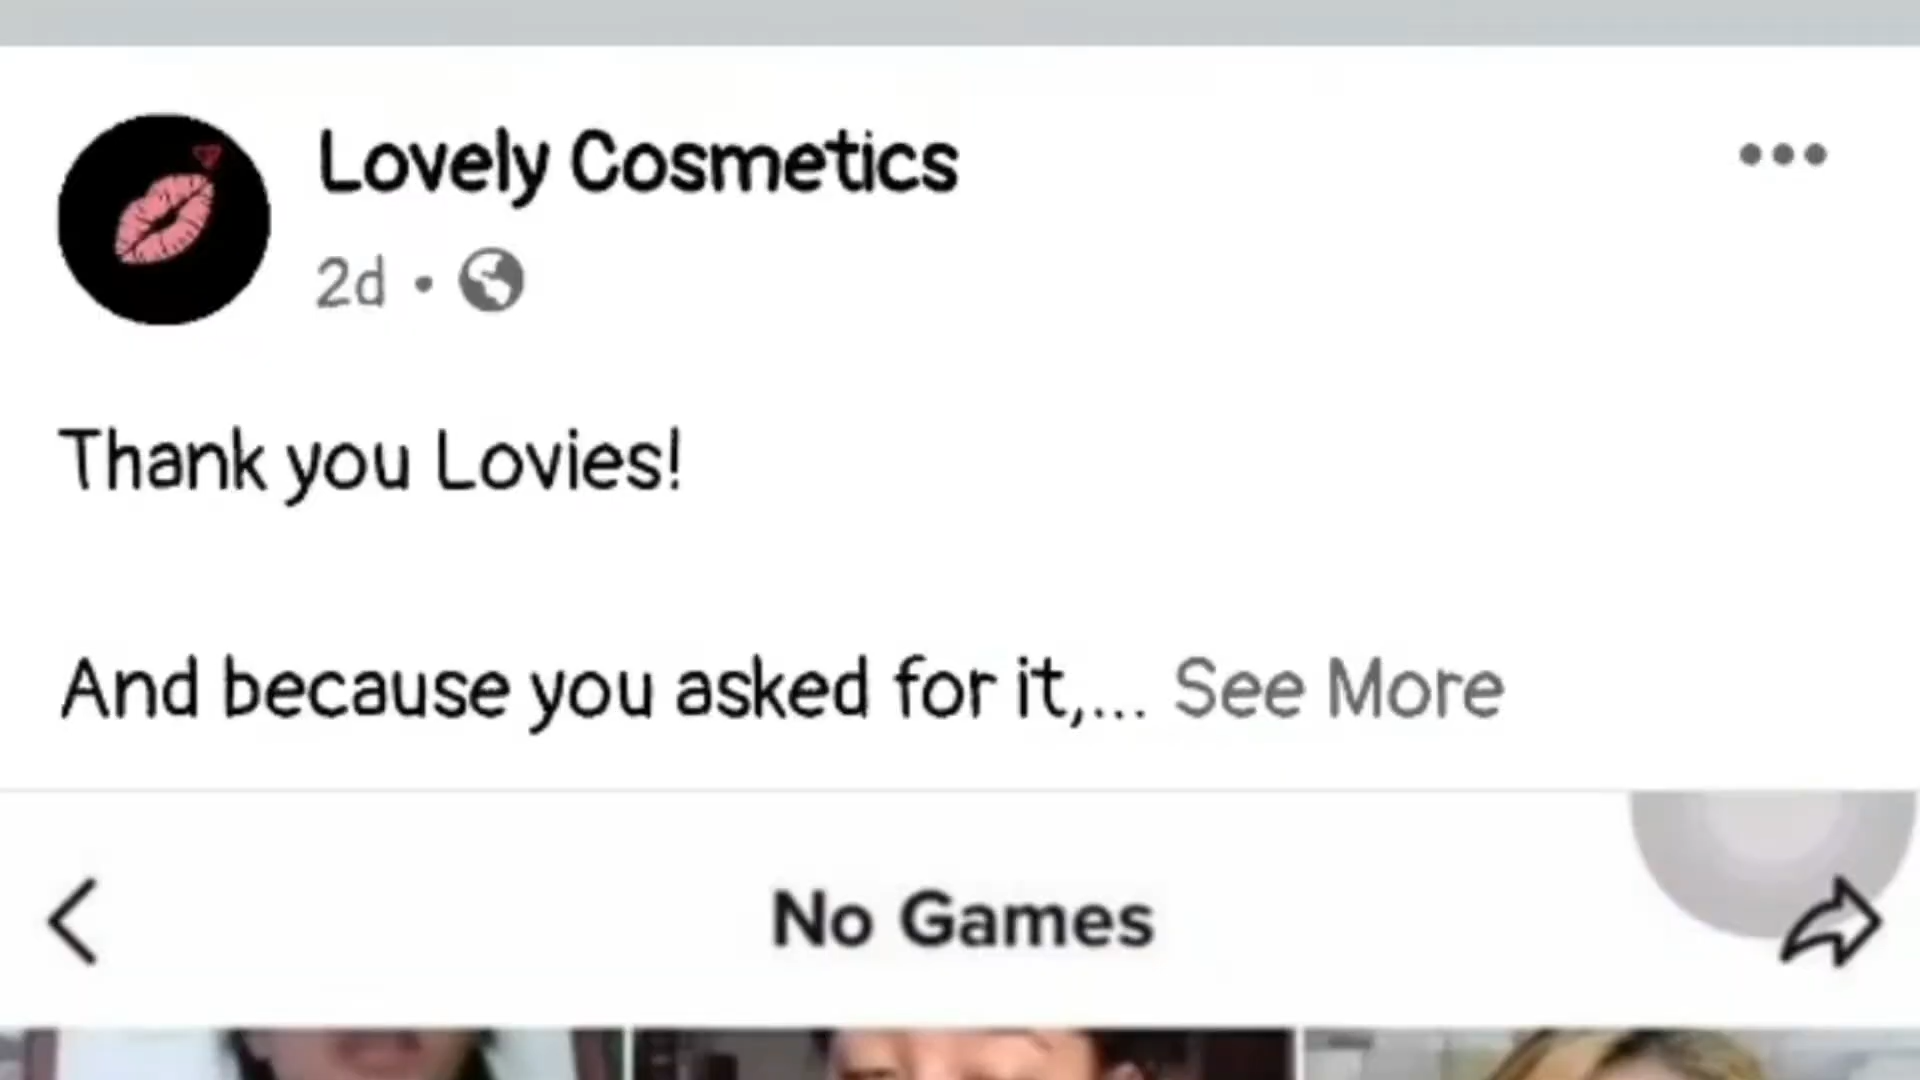 Lovely Cosmetics
2d •
Thank you Lovies!
And because you asked for it,... See More
No Games